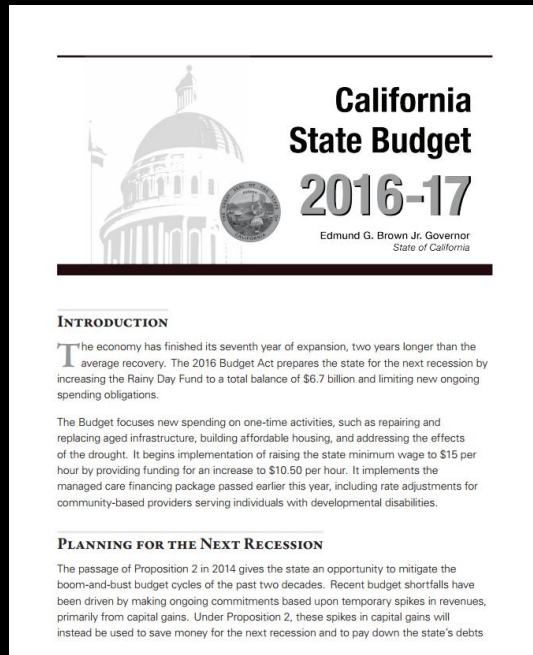 California
State Budget
2016-17
Edmund G. Brown Jr. Governor
State of California
INTRODUCTION
The economy has finished its seventh year of expansion, two years longer than the
average recovery. The 2016 Budget Act prepares the state for the next recession by
increasing the Rainy Day Fund to a total balance of $6.7 billion and limiting new ongoing
spending obligations.
The Budget focuses new spending on one-time activities, such as repairing and
replacing aged infrastructure, building affordable housing, and addressing the effects
of the drought. It begins implementation of raising the state minimum wage to $15 per
hour by providing funding for an increase to $10.50 per hour. It implements the
managed care financing package passed earlier this year, including rate adjustments for
community-based providers serving individuals with developmental disabilities.
PLANNING FOR THE NEXT RECESSION
The passage of Proposition 2 in 2014 gives the state an opportunity to mitigate the
boom-and-bust budget cycles of the past two decades. Recent budget shortfalls have
been driven by making ongoing commitments based upon temporary spikes in revenues,
primarily from capital gains. Under Proposition 2, these spikes in capital gains will
instead be used to save money for the next recession and to pay down the state's debts